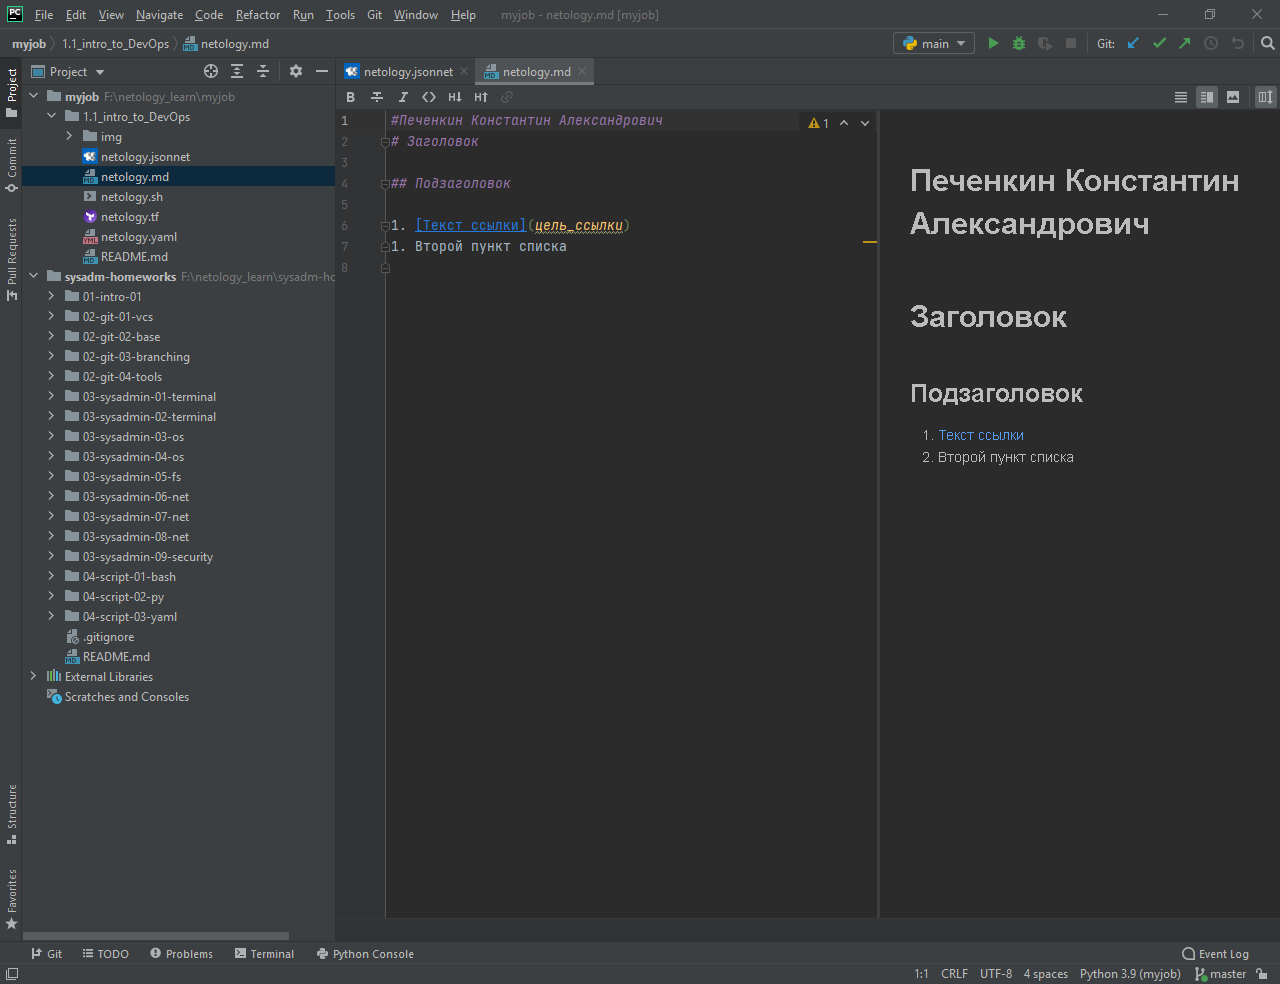 PC File Edit View Navigate Code Refactor Run Tools Git Window Help myjob - netology.md [myjob]
myjob 1.1_intro_to_DevOps netology.md main Git:
Project netology.jsonnet netology.md
Project
Commit
Pull Requests
Structure
Favorites
myjob F:\netology_learn\myjob
1.1_intro_to_DevOps
img
netology.jsonnet
netology.md
netology.sh
netology.tf
netology.yaml
README.md
sysadm-homeworks F:\netology_learn\sysadm-ho
01-intro-01
02-git-01-vcs
02-git-02-base
02-git-03-branching
02-git-04-tools
03-sysadmin-01-terminal
03-sysadmin-02-terminal
03-sysadmin-03-os
03-sysadmin-04-os
03-sysadmin-05-fs
03-sysadmin-06-net
03-sysadmin-07-net
03-sysadmin-08-net
03-sysadmin-09-security
04-script-01-bash
04-script-02-py
04-script-03-yaml
.gitignore
README.md
External Libraries
Scratches and Consoles
B I H↓ H↑
1 #Печенкин Константин Александрович 1
2 # Заголовок
3
4 ## Подзаголовок
5
6 1. [Текст ссылки](цель_ссылки)
7 1. Второй пункт списка
8
Печенкин Константин
Александрович
Заголовок
Подзаголовок
1. Текст ссылки
2. Второй пункт списка
Git TODO Problems Terminal Python Console Event Log
1:1 CRLF UTF-8 4 spaces Python 3.9 (myjob) master